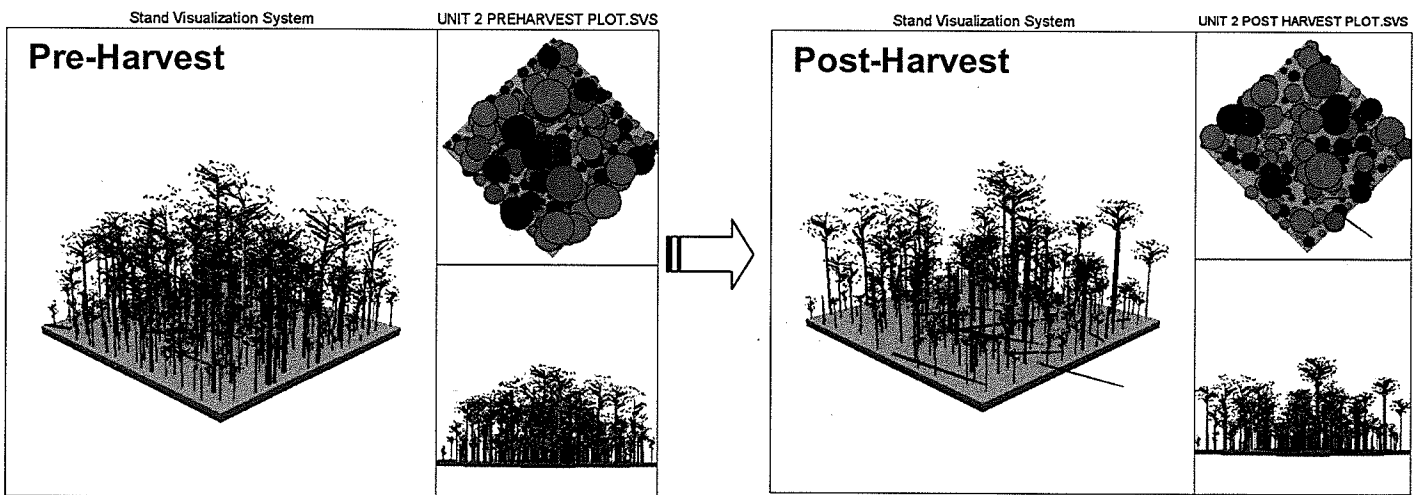 Stand Visualization System
UNIT 2 PREHARVEST PLOT.SVS
Pre-Harvest
Stand Visualization System
UNIT 2 POST HARVEST PLOT.SVS
Post-Harvest